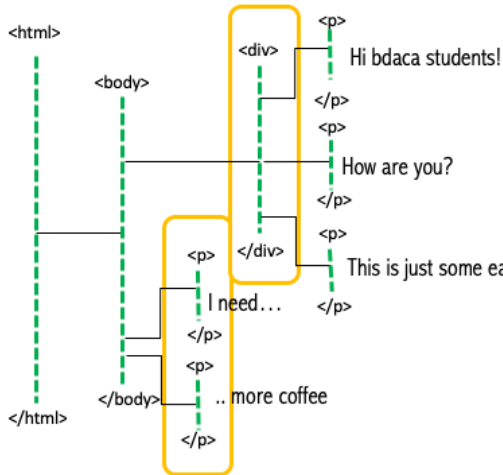 <html>
<body>
<div>
<p>
Hi bdaca students!
</p>
<p>
How are you?
</p>
<p>
This is just some ea
</p>
</div>
<p>
I need…
</p>
<p>
.. more coffee
</p>
</body>
</html>